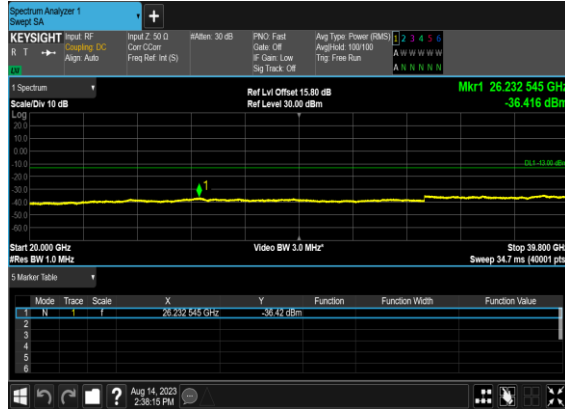 Spectrum Analyzer 1
Swept SA
+
KEYSIGHT Input: RF Input Z: 50 Ω #Atten: 30 dB PNO: Fast Avg Type: Power (RMS) 1 2 3 4 5 6
R T Coupling: DC Corr CCorr Gate: Off Avg|Hold: 100/100 A W W W W W
Align: Auto Freq Ref: Int (S) IF Gain: Low Trig: Free Run
Sig Track: Off A N N N N N
1 Spectrum Ref Lvl Offset 15.80 dB Mkr1 26.232 545 GHz
Scale/Div 10 dB Ref Level 30.00 dBm -36.416 dBm
Log
20.0
10.0
0.00
-10.0 DL1 -13.00 dBm
-20.0
-30.0 1
-40.0
-50.0
-60.0
Start 20.000 GHz Video BW 3.0 MHz* Stop 39.800 GHz
#Res BW 1.0 MHz Sweep 34.7 ms (40001 pts
5 Marker Table
Mode Trace Scale X Y Function Function Width Function Value
1 N 1 f 26.232 545 GHz -36.42 dBm
2
3
4
5
6
? Aug 14, 2023
2:38:15 PM